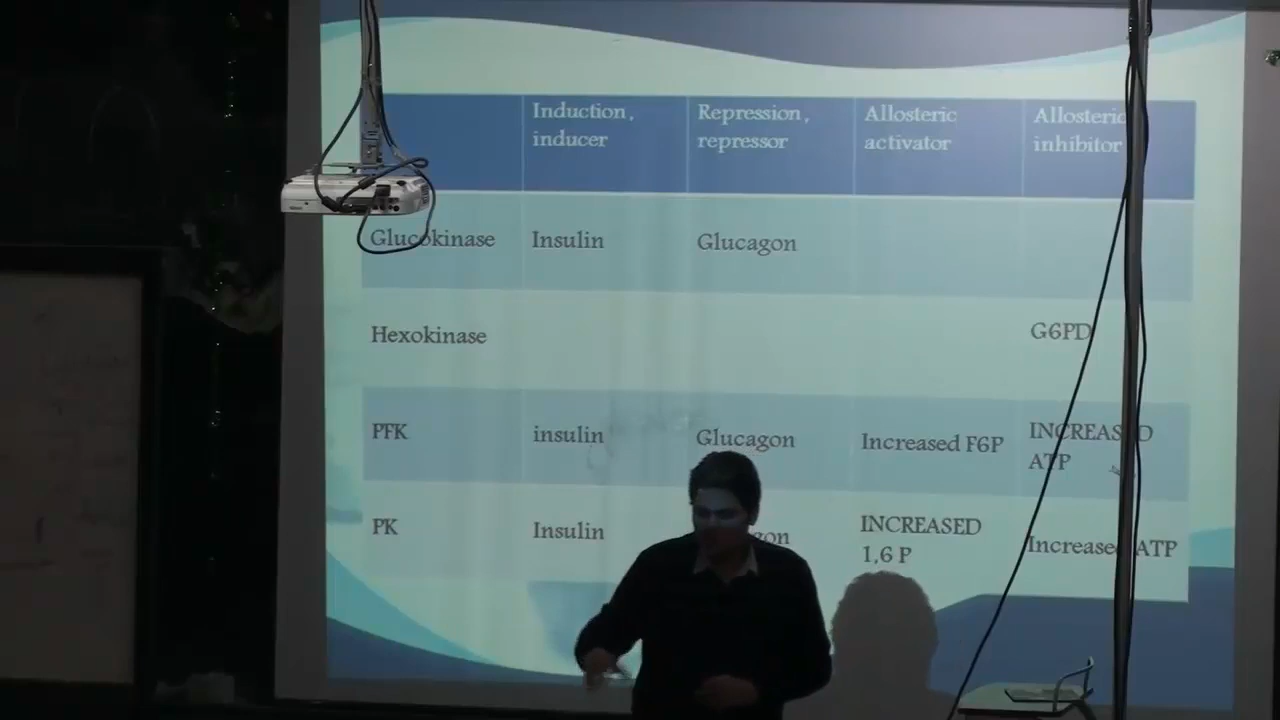 Induction, inducer
Repression, repressor
Allosteric activator
Allosteric inhibitor
Glucokinase Insulin Glucagon
Hexokinase G6PD
PFK insulin Glucagon Increased F6P INCREASED ATP
PK Insulin INCREASED 1,6 P Increased ATP